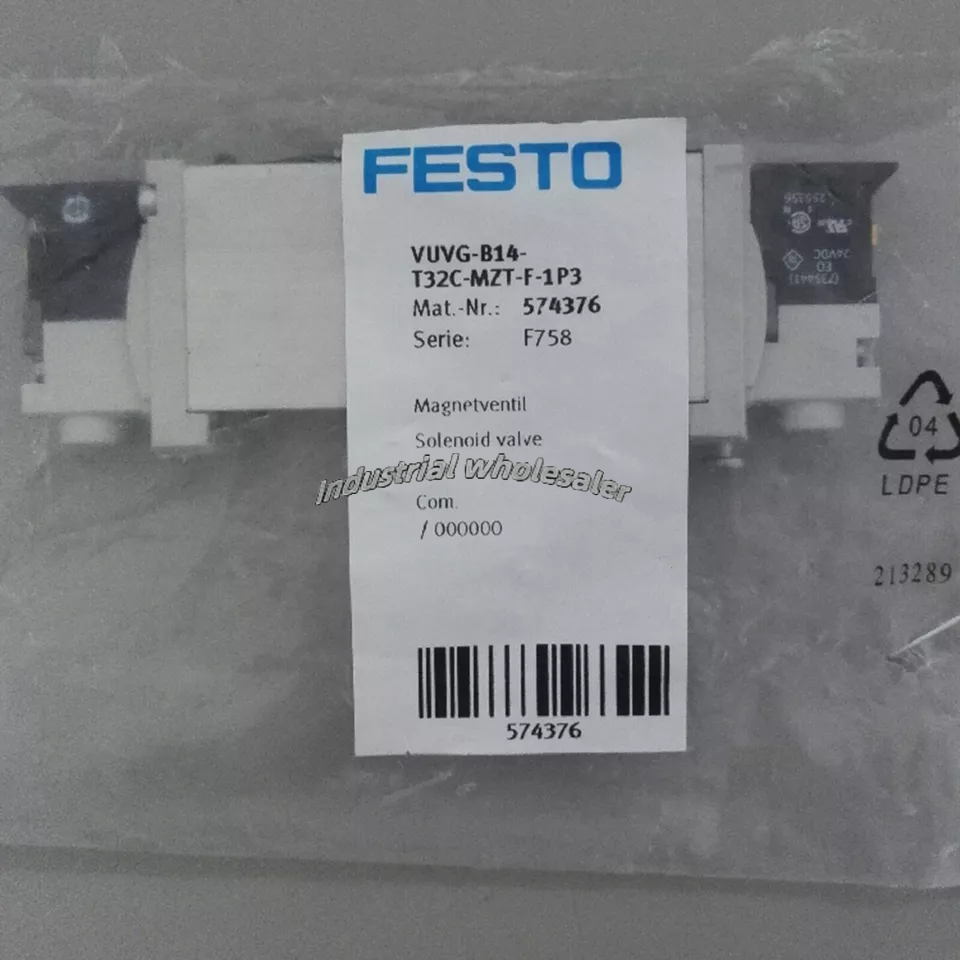 FESTO
VUVG-B14-
T32C-MZT-F-1P3
Mat.-Nr.: 574376
Serie: F758
Magnetventil
Solenoid valve
Industrial wholesaler
Com.
/ 000000
574376
04
LDPE
213289
24VDC